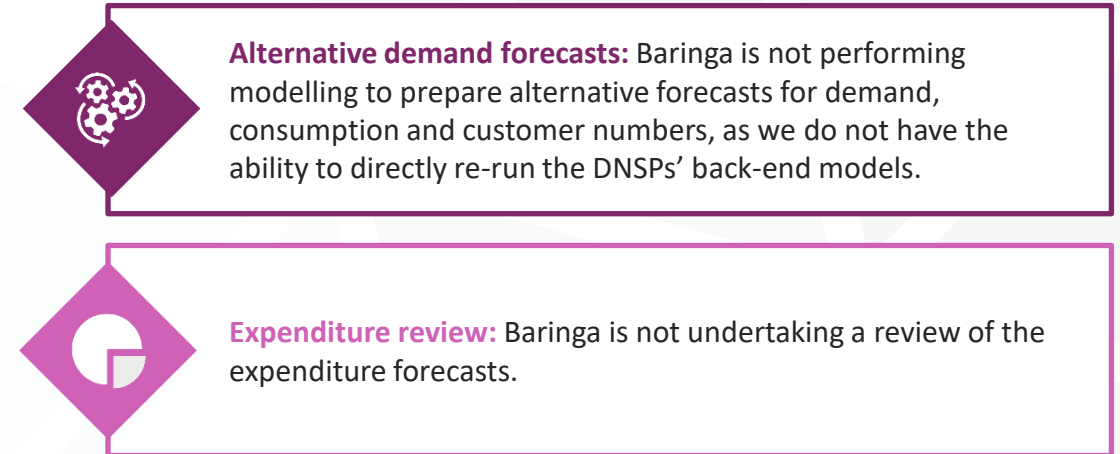 Alternative demand forecasts: Baringa is not performing
modelling to prepare alternative forecasts for demand,
consumption and customer numbers, as we do not have the
ability to directly re-run the DNSPs’ back-end models.
Expenditure review: Baringa is not undertaking a review of the
expenditure forecasts.